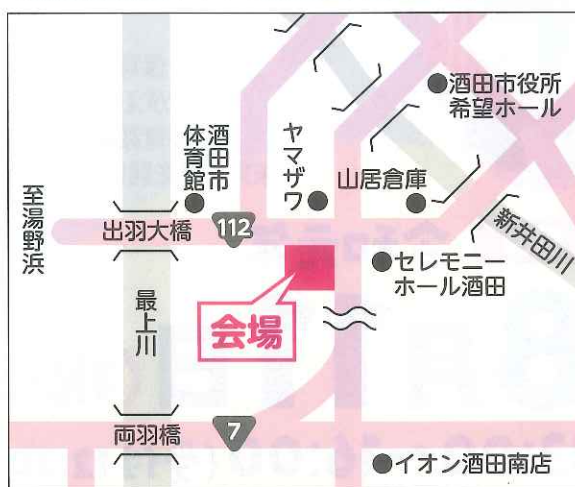 酒田市役所
希望ホール
酒田市
体育館
ヤマザワ
山居倉庫
至湯野浜
出羽大橋
112
新井田川
セレモニー
ホール酒田
最上川
会場
両羽橋
7
イオン酒田南店